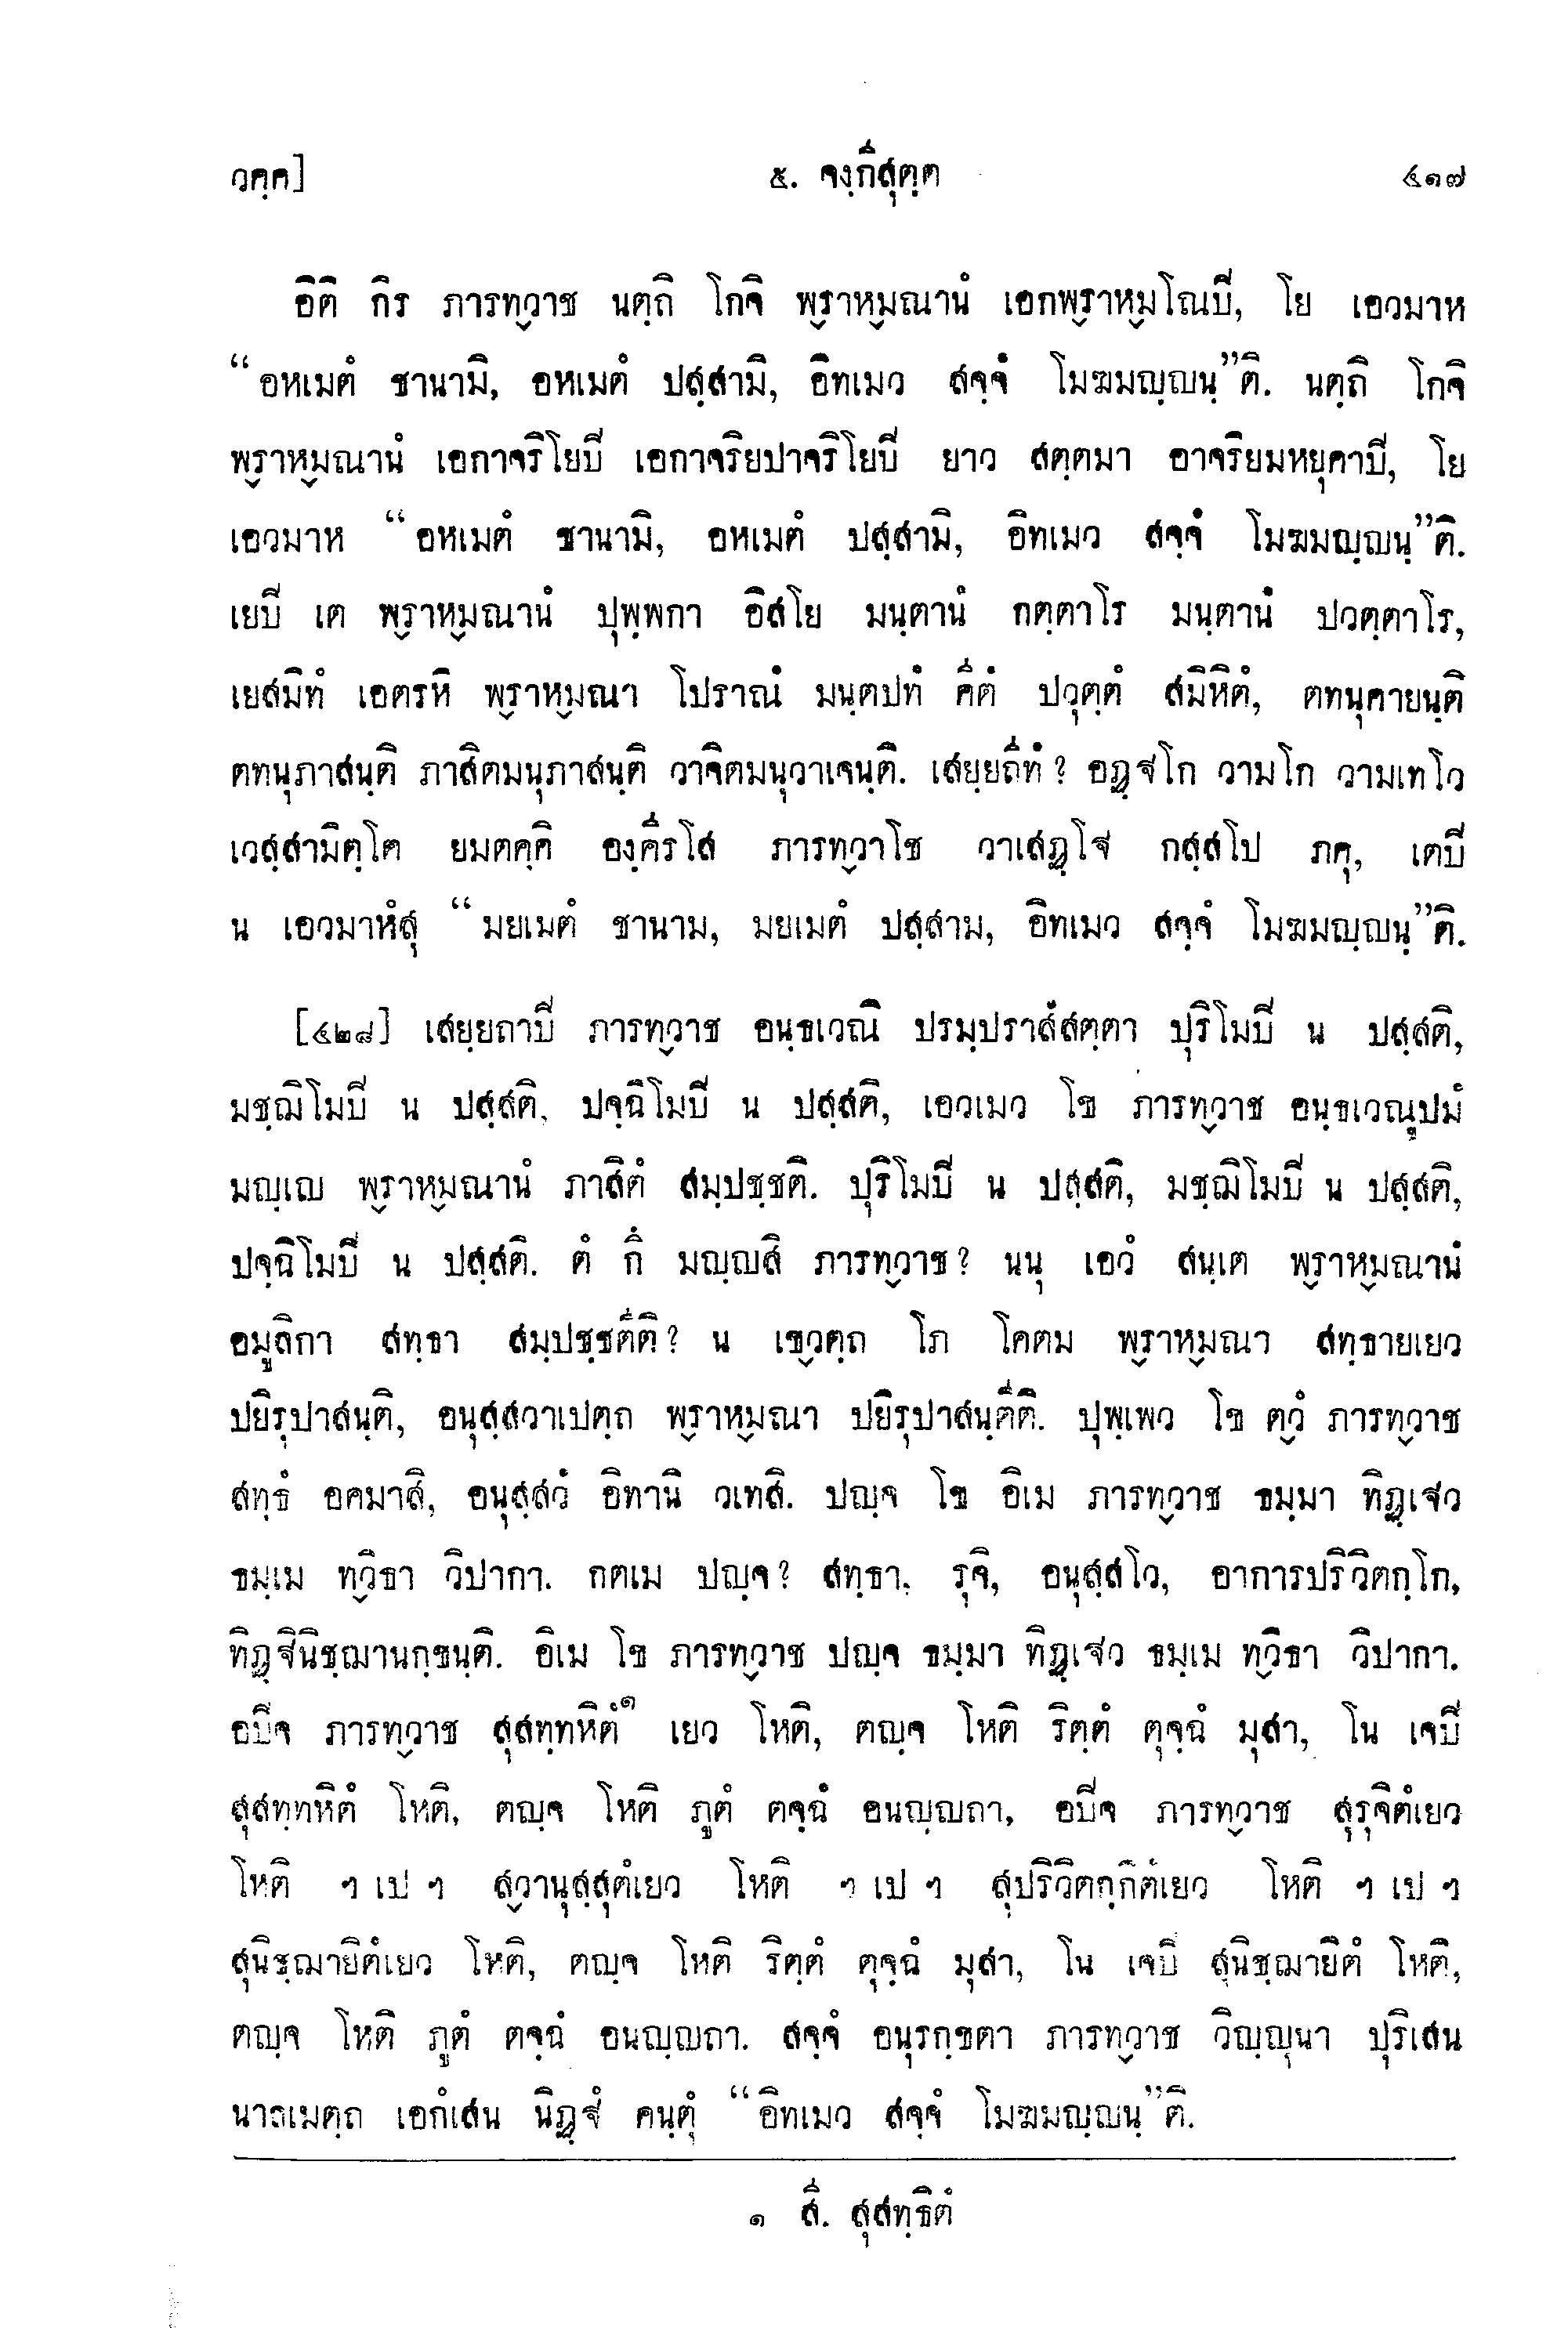 วคฺค]
๕. จงฺกีสุตฺต
๔๑๗
อิติ กิร ภารทฺวาช นตฺถิ โกจิ พฺราหฺมณานํ เอกพฺราหฺมโณปิ, โย เอวมาห
“อหเมตํ ชานามิ, อหเมตํ ปสฺสามิ, อิทเมว สจฺจํ โมฆมญฺญนฺ”ติ. นตฺถิ โกจิ
พฺราหฺมณานํ เอกาจริโยปิ เอกาจริยปาจริโยปิ ยาว สตฺตมา อาจริยมหยุคาปิ, โย
เอวมาห “อหเมตํ ชานามิ, อหเมตํ ปสฺสามิ, อิทเมว สจฺจํ โมฆมญฺญนฺ”ติ.
เยปิ เต พฺราหฺมณานํ ปุพฺพกา อิสโย มนฺตานํ กตฺตาโร มนฺตานํ ปวตฺตาโร,
เยสมิทํ เอตรหิ พฺราหฺมณา โปราณํ มนฺตปทํ คีตํ ปวุตฺตํ สมิหิตํ, ตทนุคายนฺติ
ตทนุภาสนฺติ ภาสิตมนุภาสนฺติ วาจิตมนุวาเจนฺติ. เสยฺยถีทํ? อฏฺฐโก วามโก วามเทโว
เวสฺสามิตฺโต ยมตคฺคิ องฺคีรโส ภารทฺวาโช วาเสฏฺโฐ กสฺสโป ภคุ, เตปิ
น เอวมาหํสุ “มยเมตํ ชานาม, มยเมตํ ปสฺสาม, อิทเมว สจฺจํ โมฆมญฺญนฺ”ติ.
[๔๒๘] เสยฺยถาปิ ภารทฺวาช อนฺธเวณิ ปรมฺปราสํสตฺตา ปุริโมปิ น ปสฺสติ,
มชฺฌิโมปิ น ปสฺสติ, ปจฺฉิโมปิ น ปสฺสติ, เอวเมว โข ภารทฺวาช อนฺธเวณูปมํ
มญฺเญ พฺราหฺมณานํ ภาสิตํ สมฺปชฺชติ. ปุริโมปิ น ปสฺสติ, มชฺฌิโมปิ น ปสฺสติ,
ปจฺฉิโมปิ น ปสฺสติ. ตํ กึ มญฺญสิ ภารทฺวาช? นนุ เอวํ สนฺเต พฺราหฺมณานํ
อมูลิกา สทฺธา สมฺปชฺชตีติ? น เขฺวตฺถ โภ โคตม พฺราหฺมณา สทฺธาเยว
ปยิรุปาสนฺติ, อนุสฺสวาเปตฺถ พฺราหฺมณา ปยิรุปาสนฺตีติ. ปุพฺเพว โข ตฺวํ ภารทฺวาช
สทฺธํ อคมาสิ, อนุสฺสวํ อิทานิ วเทสิ. ปญฺจ โข อิเม ภารทฺวาช ธมฺมา ทิฏฺเฐว
ธมฺเม ทฺวิธา วิปากา. กตเม ปญฺจ? สทฺธา, รุจิ, อนุสฺสโว, อาการปริวิตกฺโก,
ทิฏฺฐินิชฺฌานกฺขนฺติ. อิเม โข ภารทฺวาช ปญฺจ ธมฺมา ทิฏฺเฐว ธมฺเม ทฺวิธา วิปากา.
อปิจ ภารทฺวาช สุสทฺทหิตํ๑ เยว โหติ, ตญฺจ โหติ ริตฺตํ ตุจฺฉํ มุสา, โน เจปิ
สุสทฺทหิตํ โหติ, ตญฺจ โหติ ภูตํ ตจฺฉํ อนญฺญถา, อปิจ ภารทฺวาช สุรุจิตํเยว
โหติ ฯ เป ฯ สฺวานุสฺสุตํเยว โหติ ฯ เป ฯ สุปริวิตกฺกิตํเยว โหติ ฯ เป ฯ
สุนิชฺฌายิตํเยว โหติ, ตญฺจ โหติ ริตฺตํ ตุจฺฉํ มุสา, โน เจปิ สุนิชฺฌายิตํ โหติ,
ตญฺจ โหติ ภูตํ ตจฺฉํ อนญฺญถา. สจฺจํ อนุรกฺขตา ภารทฺวาช วิญฺญุนา ปุริเสน
นาลเมตฺถ เอกํเสน นิฏฺฐํ คนฺตุํ “อิทเมว สจฺจํ โมฆมญฺญนฺ”ติ.
๑ สี. สุสทฺธิตํ